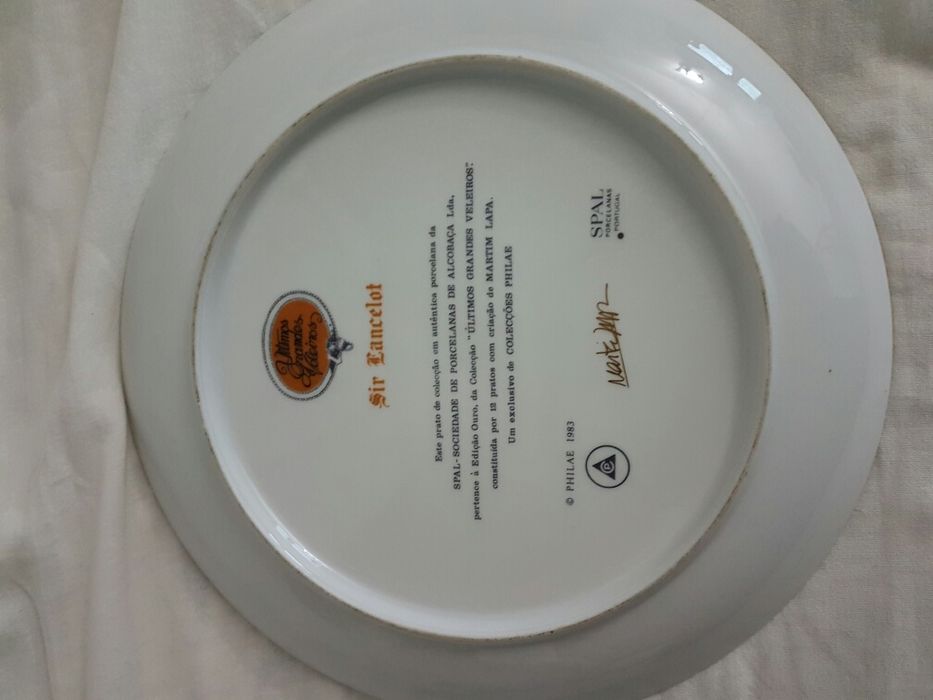 Últimos
Grandes
Veleiros
Sir Lancelot
Este prato de colecção em autêntica porcelana da
SPAL-SOCIEDADE DE PORCELANAS DE ALCOBAÇA Lda,
pertence à Edição Ouro, da Colecção "ÚLTIMOS GRANDES VELEIROS".
constituída por 12 pratos com criação de MARTIM LAPA.
Um exclusivo de COLECÇÕES PHILAE
© PHILAE 1983
Martim Lapa
SPAL
PORCELANAS
PORTUGAL